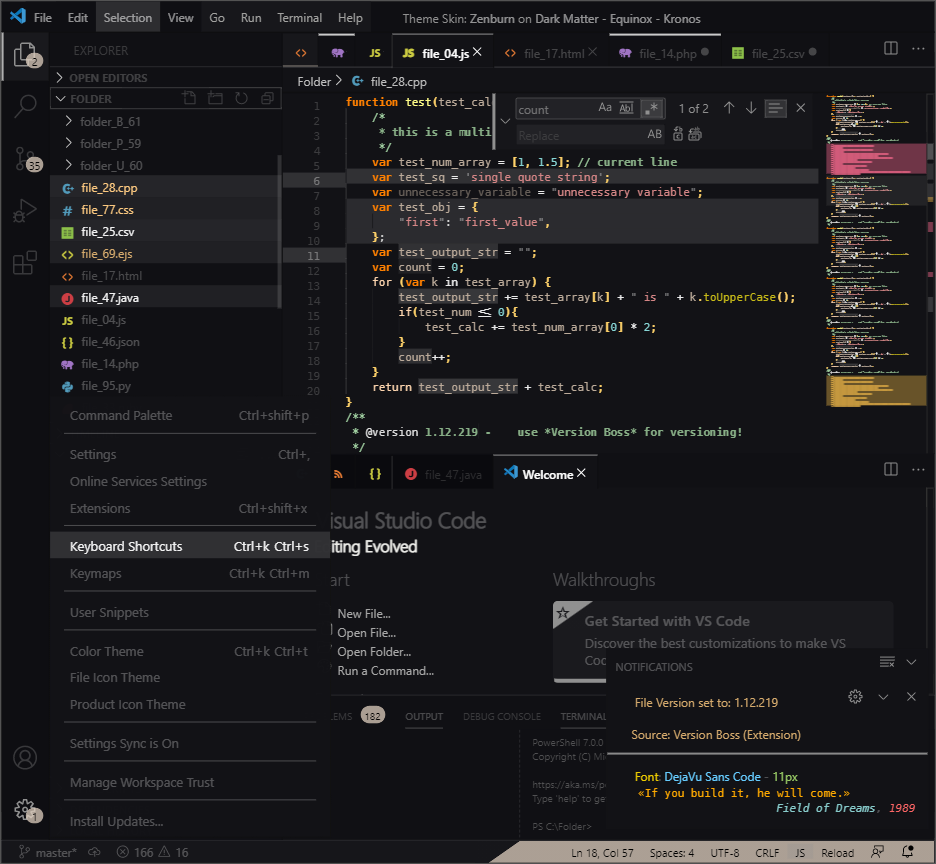 File Edit Selection View Go Run Terminal Help
Theme Skin: Zenburn on Dark Matter - Equinox - Kronos
2
EXPLORER
OPEN EDITORS
FOLDER
folder_B_61
folder_P_59
folder_U_60
file_28.cpp
file_77.css
file_25.csv
file_69.ejs
file_17.html
file_47.java
file_04.js
file_46.json
file_14.php
file_95.py
35
JS
JS file_04.js
file_17.html
file_14.php
file_25.csv
Folder > file_28.cpp
count
Aa Abl .*
1 of 2
Replace
AB
1 function test(test_cal
2 /*
3 * this is a multi
4 */
5 var test_num_array = [1, 1.5]; // current line
6 var test_sq = 'single quote string';
7 var unnecessary_variable = "unnecessary variable";
8 var test_obj = {
9 "first": "first_value",
10 };
11 var test_output_str = "";
12 var count = 0;
13 for (var k in test_array) {
14 test_output_str += test_array[k] + " is " + k.toUpperCase();
15 if(test_num ≤ 0){
16 test_calc += test_num_array[0] * 2;
17 }
18 count++;
19 }
20 return test_output_str + test_calc;
}
/**
* @version 1.12.219 - use *Version Boss* for versioning!
*/
Command Palette Ctrl+shift+p
Settings Ctrl+,
Online Services Settings
Extensions Ctrl+shift+x
Keyboard Shortcuts Ctrl+k Ctrl+s
Keymaps Ctrl+k Ctrl+m
User Snippets
Color Theme Ctrl+k Ctrl+t
File Icon Theme
Product Icon Theme
Settings Sync is On
Manage Workspace Trust
Install Updates...
1
{} file_47.java
Welcome
isual Studio Code
iting Evolved
art
New File...
Open File...
Open Folder...
Run a Command...
Walkthroughs
Get Started with VS Code
Discover the best customizations to make VS
Coc
LEMS 182 OUTPUT DEBUG CONSOLE TERMINAL
PowerShell 7.0.0
Copyright (C) Mi
https://aka.ms/p
Type 'help' to ge
PS C:\Folder>
NOTIFICATIONS
File Version set to: 1.12.219
Source: Version Boss (Extension)
Font: DejaVu Sans Code - 11px
«If you build it, he will come.»
Field of Dreams, 1989
master* 166 16
Ln 18, Col 57 Spaces: 4 UTF-8 CRLF JS Reload